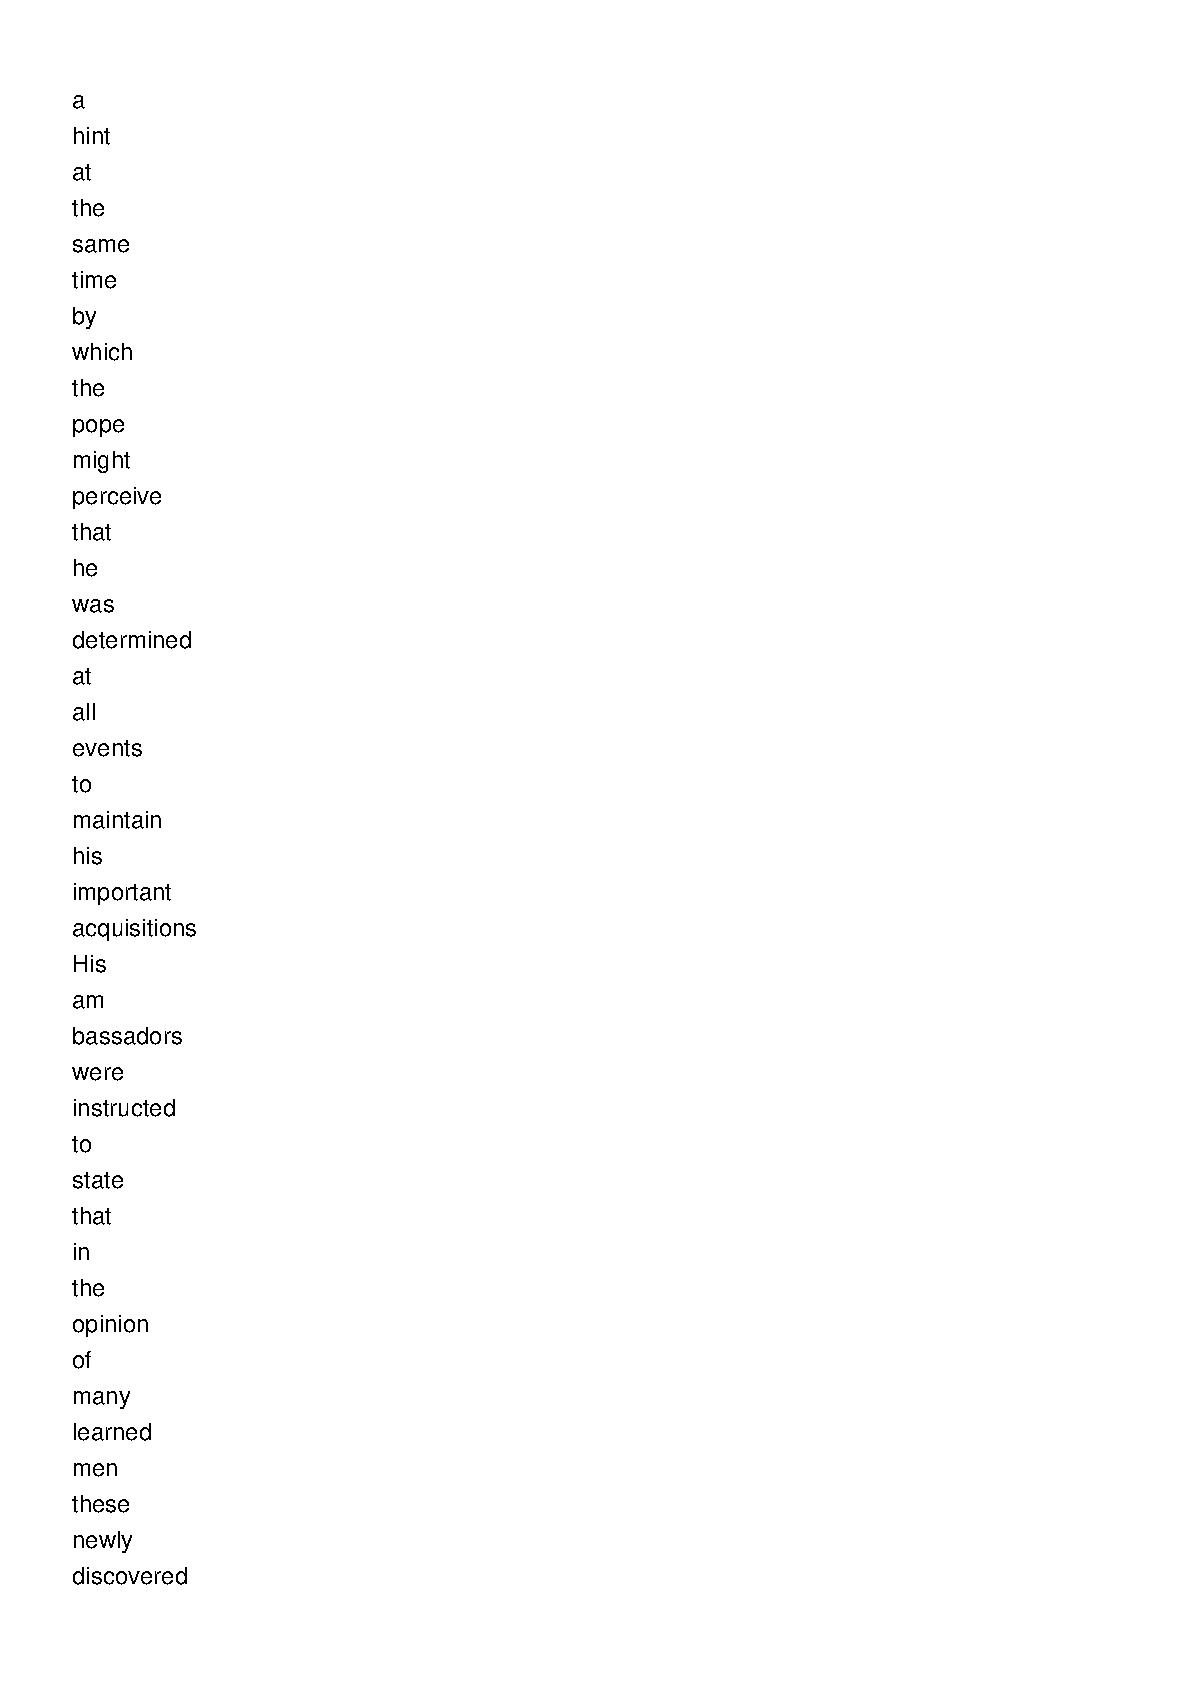 a
hint
at
the
same
time
by
which
the
pope
might
perceive
that
he
was
determined
at
all
events
to
maintain
his
important
acquisitions
His
am
bassadors
were
instructed
to
state
that
in
the
opinion
of
many
learned
men
these
newly
discovered